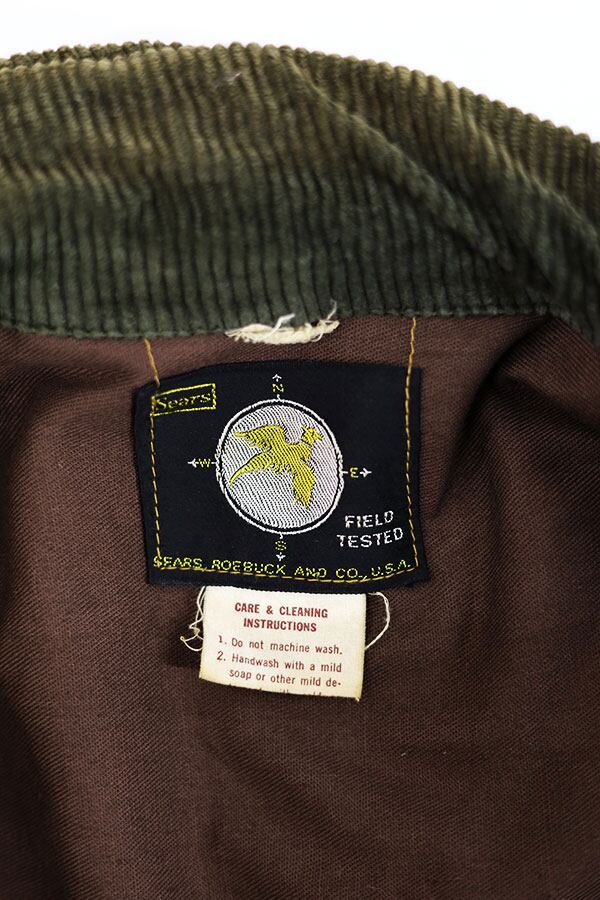 Sears
N
W
E
S
FIELD
TESTED
SEARS, ROEBUCK AND CO., U.S.A.
CARE & CLEANING
INSTRUCTIONS
1. Do not machine wash.
2. Handwash with a mild
soap or other mild de-